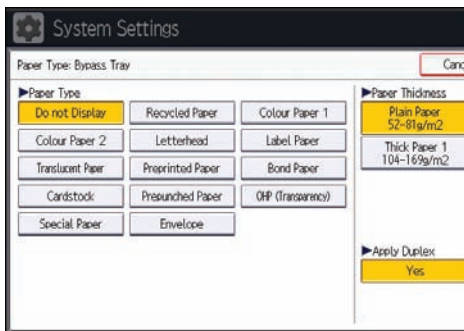 System Settings
Paper Type: Bypass Tray
Canc
►Paper Type
►Paper Thickness
Do not Display
Recycled Paper
Colour Paper 1
Plain Paper
52-81g/m2
Colour Paper 2
Letterhead
Label Paper
Thick Paper 1
104-169g/m2
Translucent Paper
Preprinted Paper
Bond Paper
Cardstock
Prepunched Paper
OHP (Transparency)
Special Paper
Envelope
►Apply Duplex
Yes